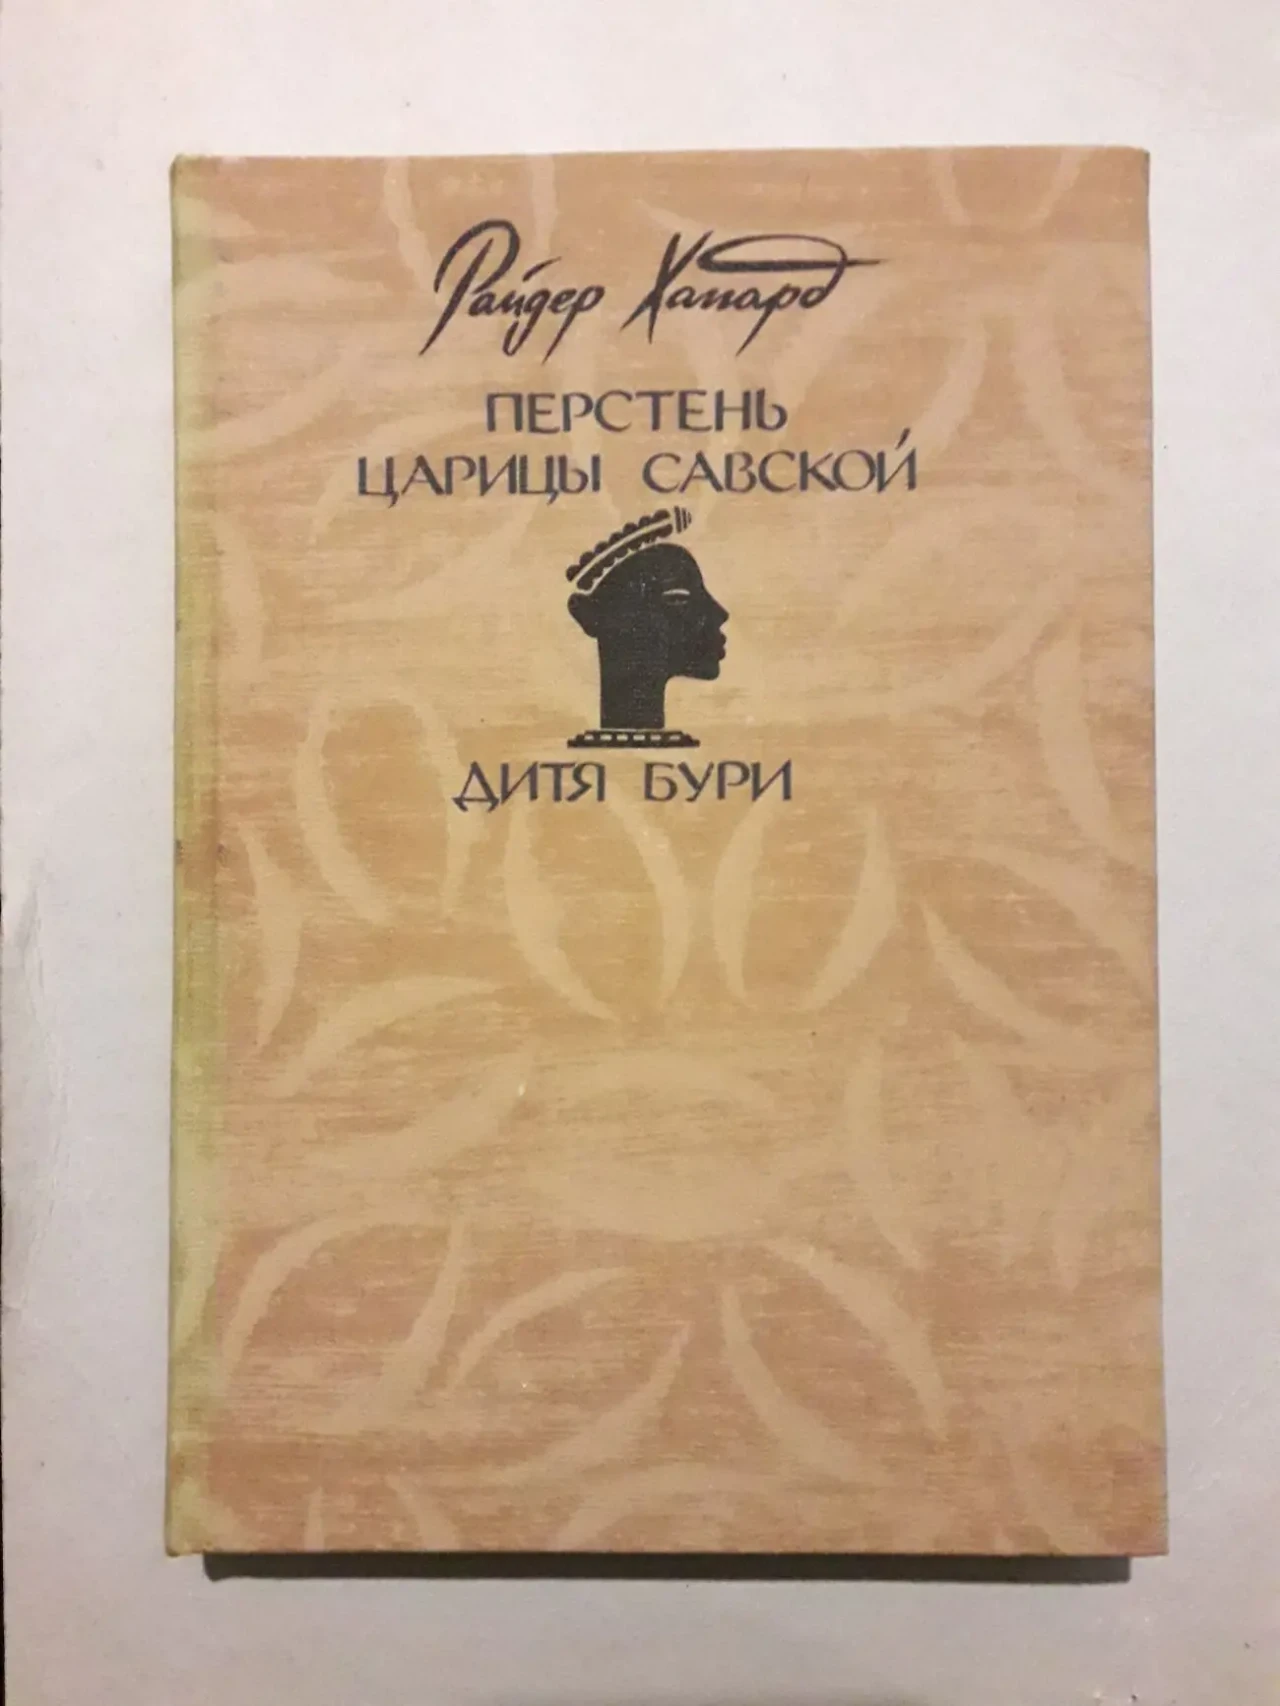 Райдер Хаггард
ПЕРСТЕНЬ
ЦАРИЦЫ САВСКОЙ
ДИТЯ БУРИ